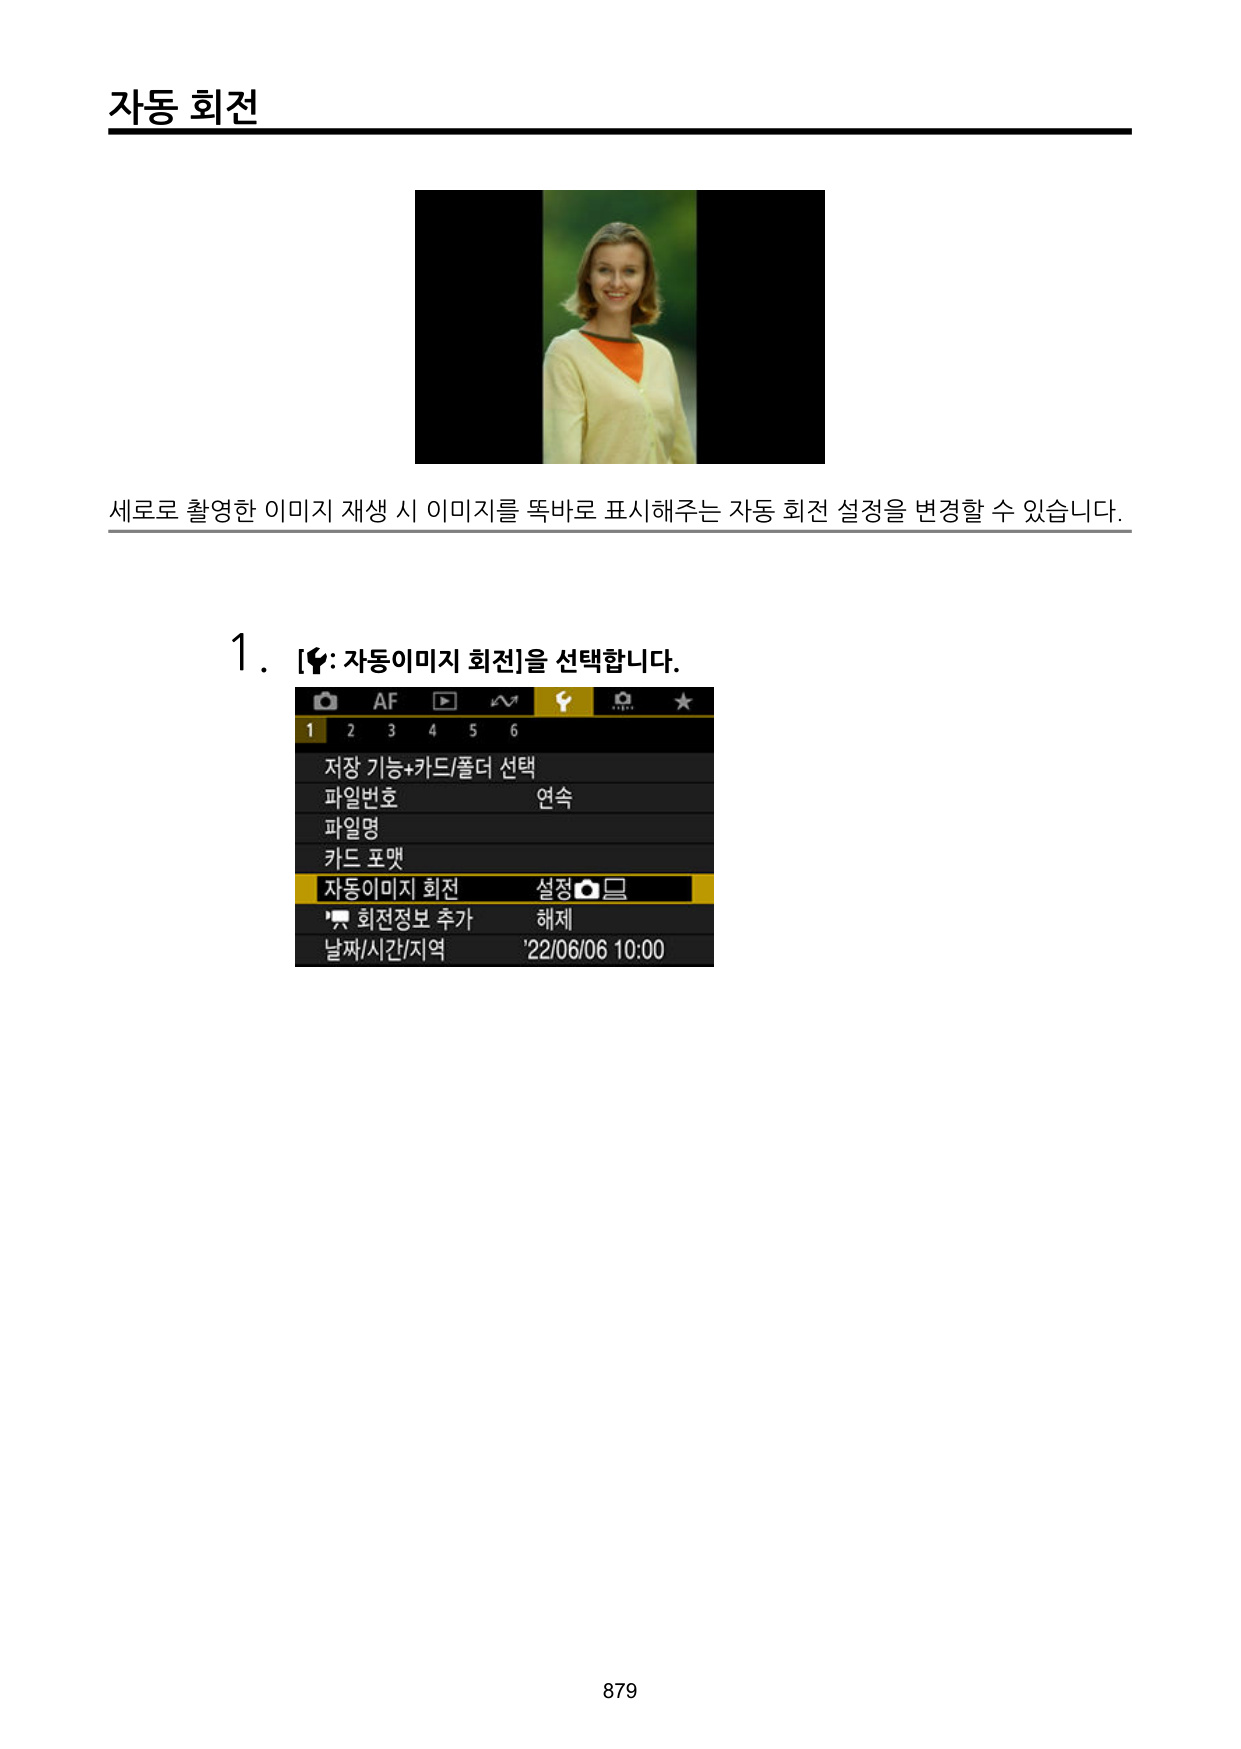 자동 회전
세로로 촬영한 이미지 재생 시 이미지를 똑바로 표시해주는 자동 회전 설정을 변경할 수 있습니다.
1. [: 자동이미지 회전]을 선택합니다.
AF
1 2 3 4 5 6
저장 기능+카드/폴더 선택
파일번호 연속
파일명
카드 포맷
자동이미지 회전 설정
회전정보 추가 해제
날짜/시간/지역 '22/06/06 10:00
879